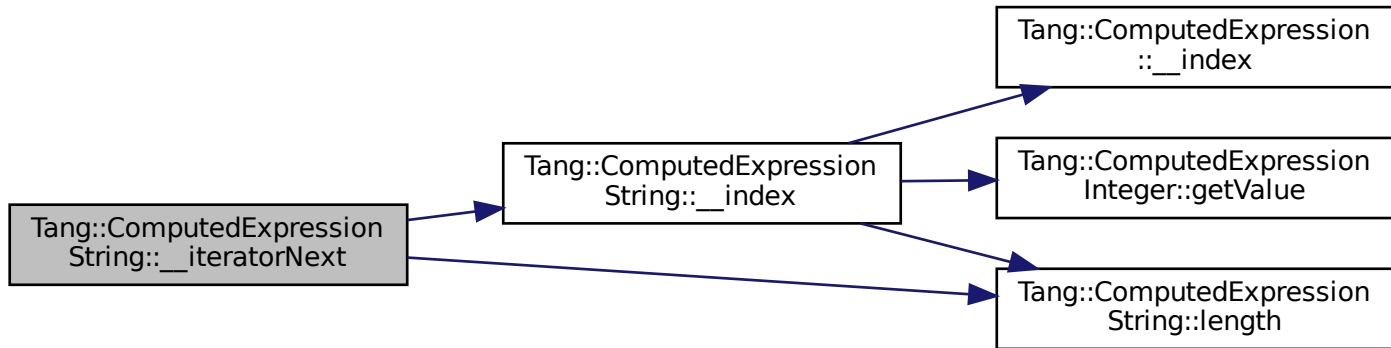 Tang::ComputedExpression
::__index
Tang::ComputedExpression
Integer::getValue
Tang::ComputedExpression
String::__index
Tang::ComputedExpression
String::__iteratorNext
Tang::ComputedExpression
String::length